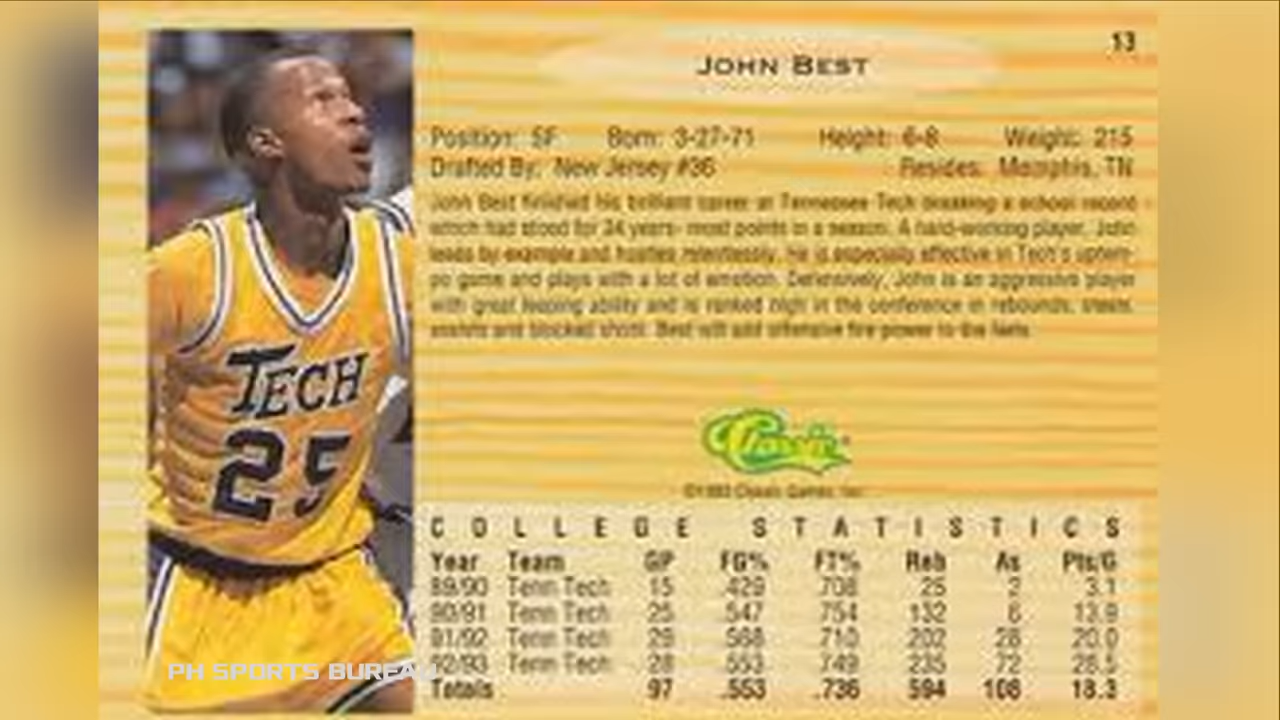 13
JOHN BEST
Position: SF Born: 3-27-71 Height: 6-8 Weight: 215
Drafted By: New Jersey #36 Resides: Memphis, TN
John Best finished his brilliant career at Tennessee Tech breaking a school record
which had stood for 34 years- most points in a season. A hard-working player, John
leads by example and hustles relentlessly. He is especially effective in Tech's uptem-
po game and plays with a lot of emotion. Defensively, John is an aggressive player
with great leaping ability and is ranked high in the conference in rebounds, steals,
assists and blocked shots. Best will add offensive fire power to the Nets.
TECH
25
Classic
Classic Games, Inc.
COLLEGE STATISTICS
Year Team GP FG% FT% Reb As Pts/G
89/90 Tenn Tech 15 .429 .708 25 2 3.1
90/91 Tenn Tech 25 .547 .754 132 6 13.9
91/92 Tenn Tech 29 .568 .710 202 28 20.0
92/93 Tenn Tech 28 .553 .749 235 72
Totals 97 .553 .736 594 108 18.3
PH SPORTS BUREAU